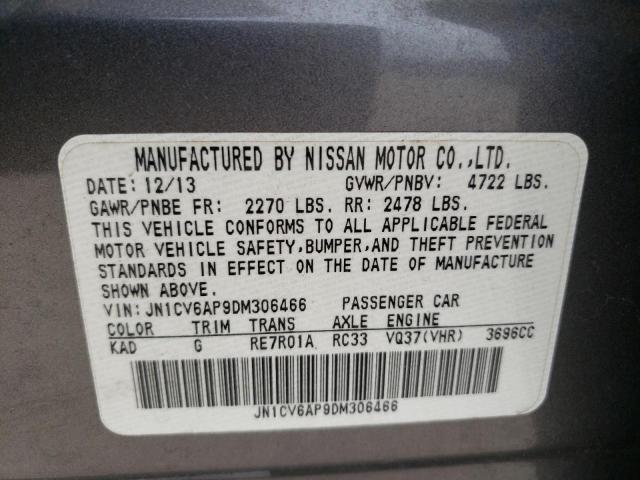 MANUFACTURED BY NISSAN MOTOR CO.,LTD.
DATE: 12/13 GVWR/PNBV: 4722 LBS.
GAWR/PNBE FR: 2270 LBS. RR: 2478 LBS.
THIS VEHICLE CONFORMS TO ALL APPLICABLE FEDERAL
MOTOR VEHICLE SAFETY,BUMPER,AND THEFT PREVENTION
STANDARDS IN EFFECT ON THE DATE OF MANUFACTURE
SHOWN ABOVE.
VIN: JN1CV6AP9DM306466 PASSENGER CAR
COLOR TRIM TRANS AXLE ENGINE
KAD G RE7R01A RC33 VQ37(VHR) 3696CC
JN1CV6AP9DM306466